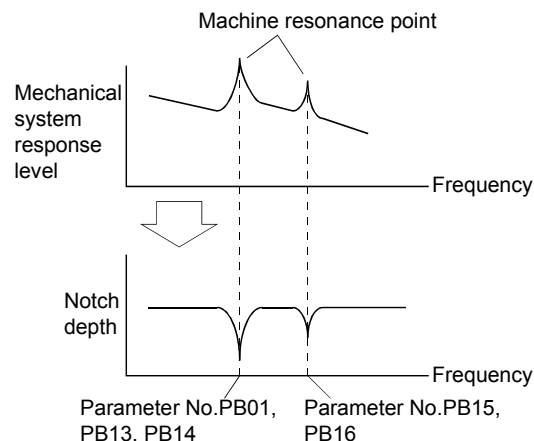 Machine resonance point
Mechanical
system
response
level
Frequency
Notch
depth
Frequency
Parameter No.PB01,
PB13, PB14
Parameter No.PB15,
PB16